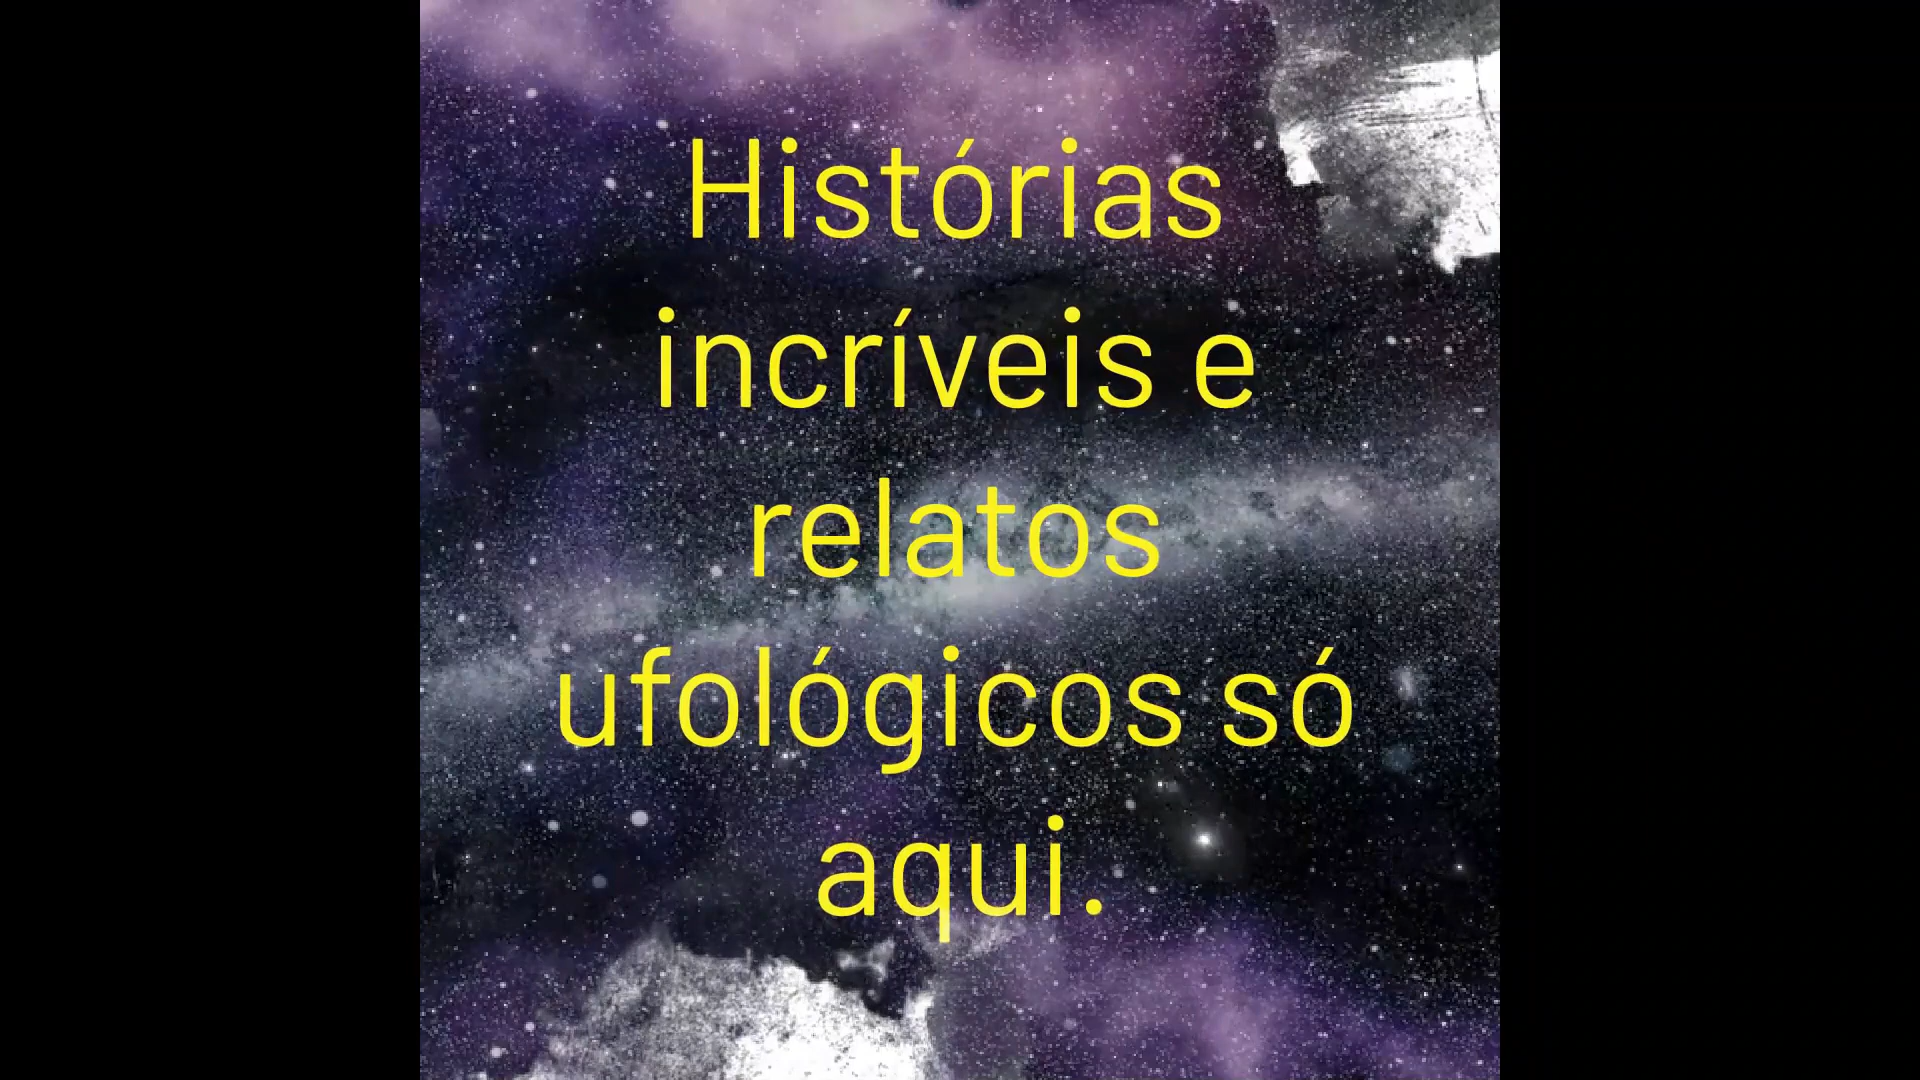 Histórias
incríveis e
relatos
ufológicos só
aqui.